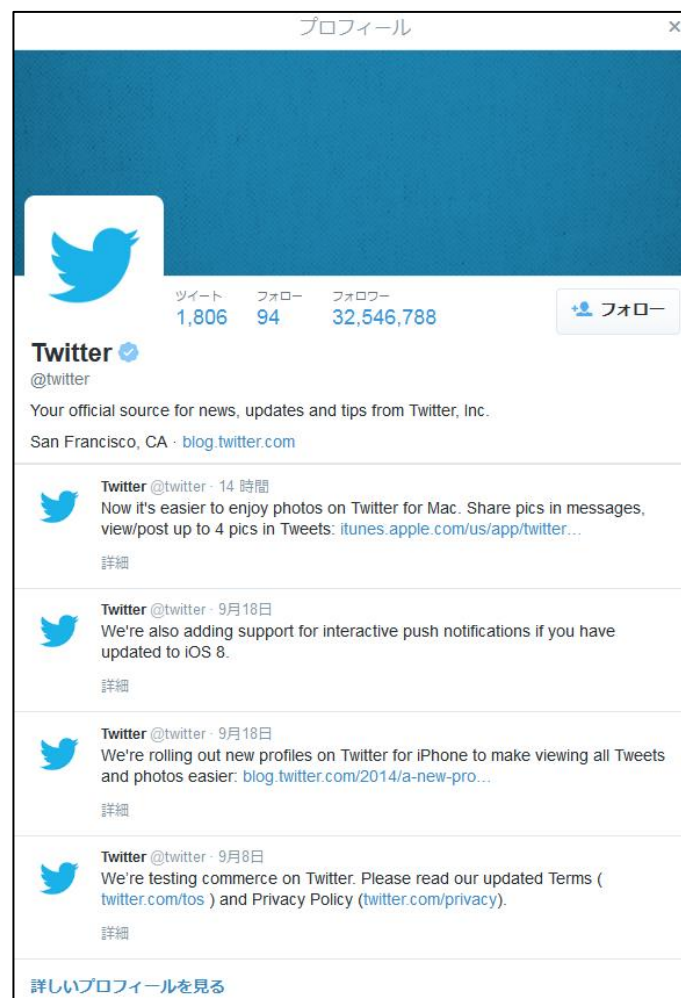 プロフィール
×
ツイート フォロー フォロワー
1,806 94 32,546,788
フォロー
Twitter
@twitter
Your official source for news, updates and tips from Twitter, Inc.
San Francisco, CA · blog.twitter.com
Twitter @twitter · 14 時間
Now it's easier to enjoy photos on Twitter for Mac. Share pics in messages,
view/post up to 4 pics in Tweets: itunes.apple.com/us/app/twitter…
詳細
Twitter @twitter · 9月18日
We're also adding support for interactive push notifications if you have
updated to iOS 8.
詳細
Twitter @twitter · 9月18日
We're rolling out new profiles on Twitter for iPhone to make viewing all Tweets
and photos easier: blog.twitter.com/2014/a-new-pro…
詳細
Twitter @twitter · 9月8日
We're testing commerce on Twitter. Please read our updated Terms (
twitter.com/tos ) and Privacy Policy (twitter.com/privacy).
詳細
詳しいプロフィールを見る